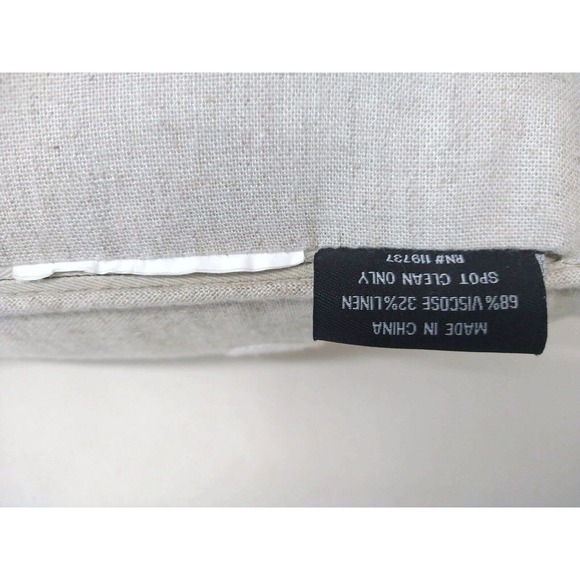 MADE IN CHINA
68% VISCOSE 32% LINEN
SPOT CLEAN ONLY
RN# 119737